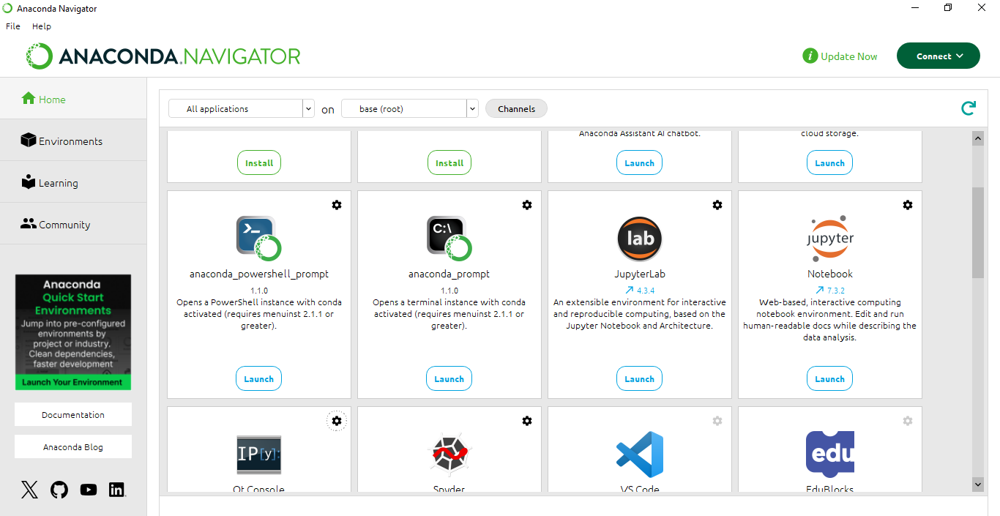 Anaconda Navigator
File Help
ANACONDA.NAVIGATOR
i Update Now
Connect
Home
Environments
Learning
Community
Anaconda
Quick Start
Environments
Jump into pre-configured
environments by
project or industry.
Clean dependencies,
faster development
Launch Your Environment
Documentation
Anaconda Blog
X
in
All applications
on
base (root)
Channels
Install
Install
Anaconda Assistant AI chatbot.
Launch
cloud storage.
Launch
anaconda_powershell_prompt
1.1.0
Opens a PowerShell instance with conda
activated (requires menuinst 2.1.1 or
greater).
Launch
C:\
anaconda_prompt
1.1.0
Opens a terminal instance with conda
activated (requires menuinst 2.1.1 or
greater).
Launch
lab
JupyterLab
4.3.4
An extensible environment for interactive
and reproducible computing, based on the
Jupyter Notebook and Architecture.
Launch
jupyter
Notebook
7.3.2
Web-based, interactive computing
notebook environment. Edit and run
human-readable docs while describing the
data analysis.
Launch
IP[y]:
Qt Console
Spyder
VS Code
edu
EduBlocks